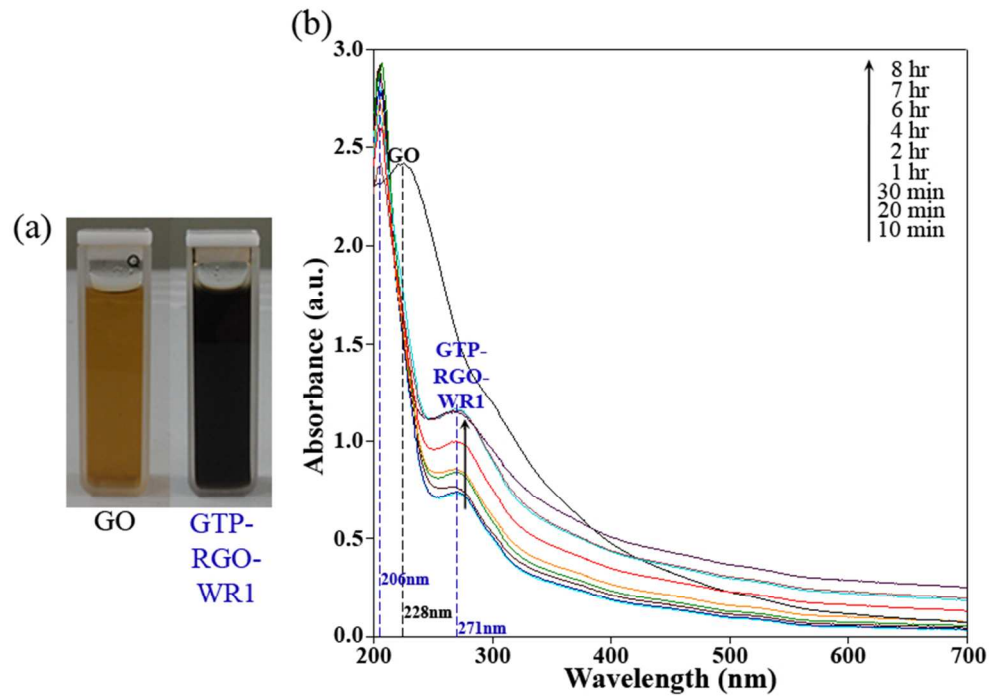 (a)
GO
GTP-
RGO-
WR1
(b)
Absorbance (a.u.)
3.0
2.5
2.0
1.5
1.0
0.5
0.0
GO
GTP-
RGO-
WR1
206nm
228nm
271nm
8 hr
7 hr
6 hr
4 hr
2 hr
1 hr
30 min
20 min
10 min
200
300
400
500
600
700
Wavelength (nm)